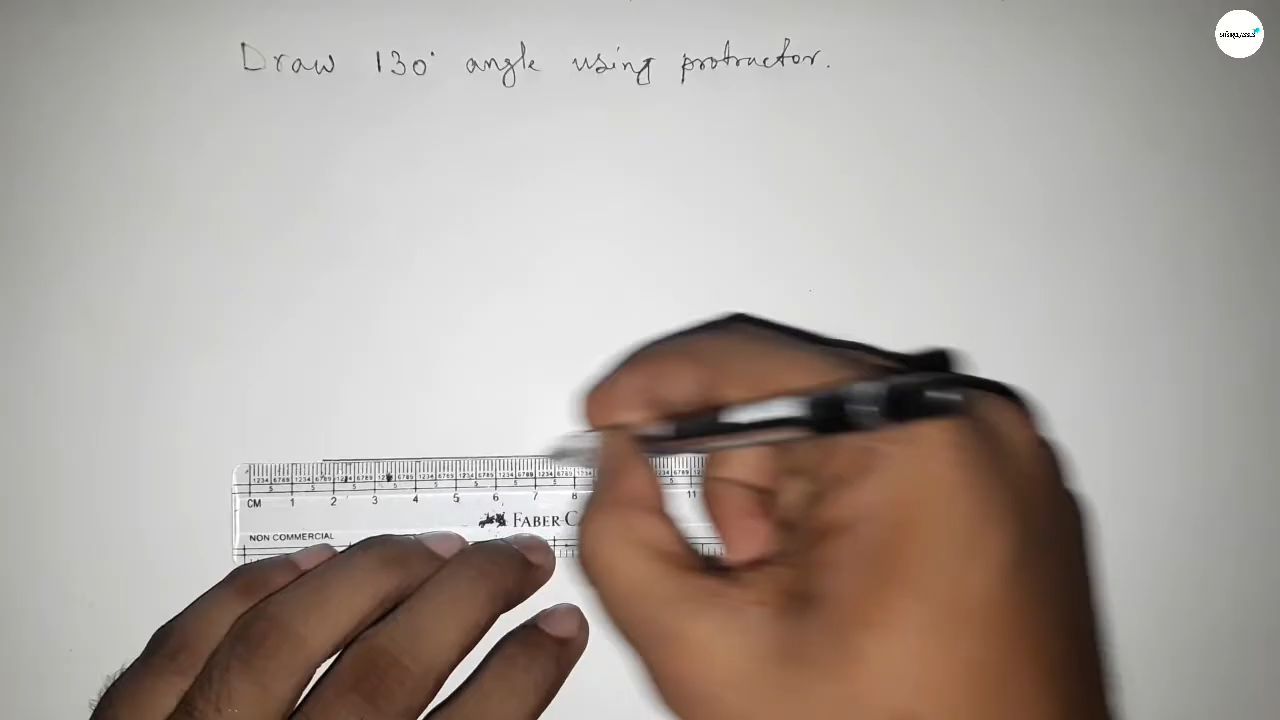 Draw 130° angle using protractor.
CM 1 2 3 4 5 6 7 8 11
FABER-C
NON COMMERCIAL